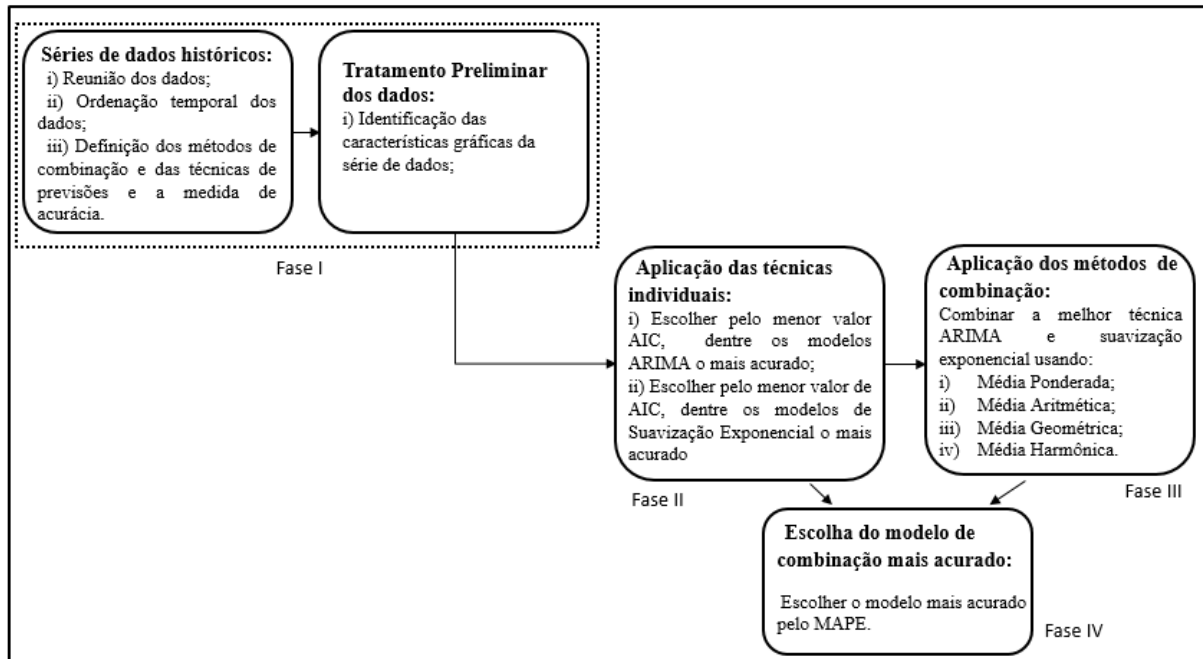 Séries de dados históricos:
i) Reunião dos dados;
ii) Ordenação temporal dos
dados;
iii) Definição dos métodos de
combinação e das técnicas de
previsões e a medida de
acurácia.
Tratamento Preliminar
dos dados:
i) Identificação das
características gráficas da
série de dados;
Fase I
Aplicação das técnicas
individuais:
i) Escolher pelo menor valor
AIC, dentre os modelos
ARIMA o mais acurado;
ii) Escolher pelo menor valor de
AIC, dentre os modelos de
Suavização Exponencial o mais
acurado
Fase II
Aplicação dos métodos de
combinação:
Combinar a melhor técnica
ARIMA e suavização
exponencial usando:
i) Média Ponderada;
ii) Média Aritmética;
iii) Média Geométrica;
iv) Média Harmônica.
Fase III
Escolha do modelo de
combinação mais acurado:
Escolher o modelo mais acurado
pelo MAPE.
Fase IV